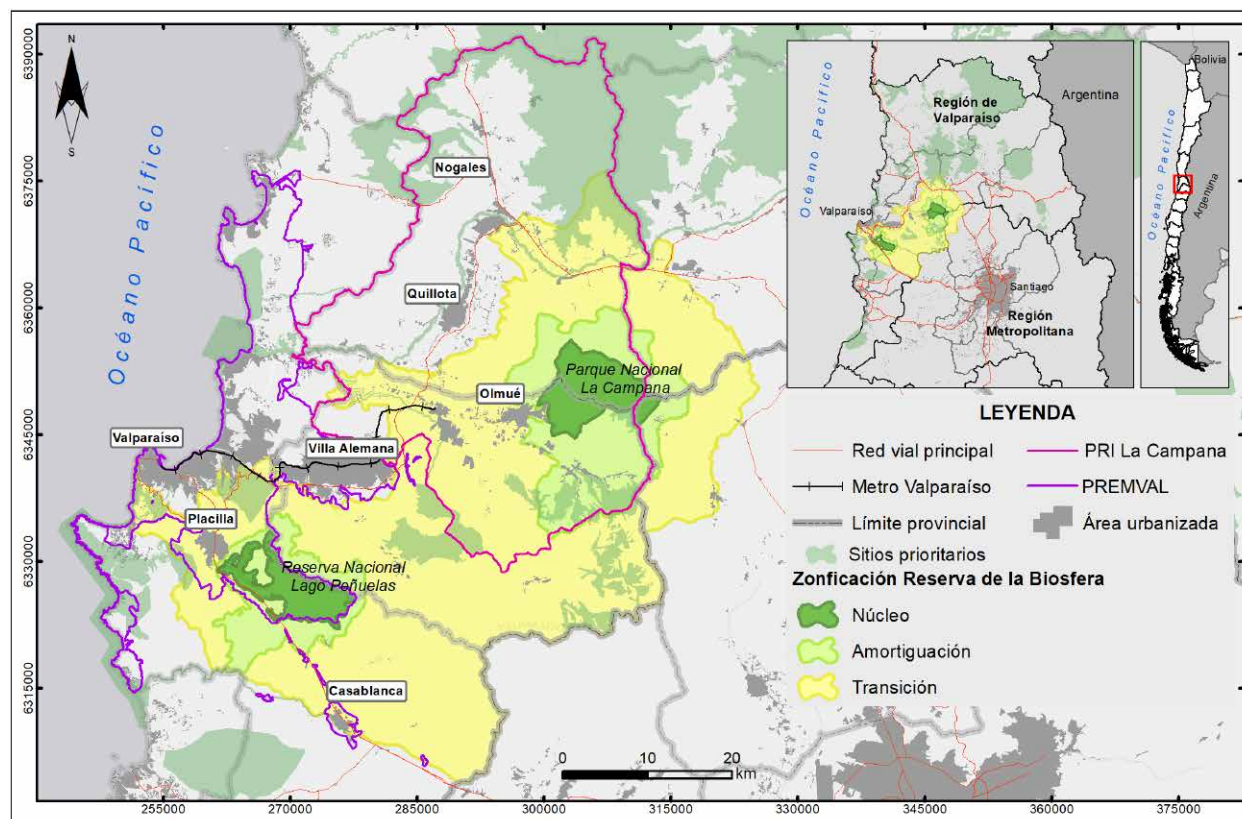 N
S
Océano Pacífico
6390000
6375000
6360000
6345000
6330000
6315000
255000
270000
285000
300000
315000
330000
345000
360000
375000
Nogales
Quillota
Parque Nacional
La Campana
Olmué
Valparaíso
Villa Alemana
Placilla
Reserva Nacional
Lago Peñuelas
Casablanca
0
10
20
km
Océano Pacífico
Región de
Valparaíso
Argentina
Valparaíso
Santiago
Región
Metropolitana
Bolivia
Océano Pacífico
Argentina
LEYENDA
Red vial principal
PRI La Campana
Metro Valparaíso
PREMVAL
Límite provincial
Área urbanizada
Sitios prioritarios
Zonficación Reserva de la Biosfera
Núcleo
Amortiguación
Transición